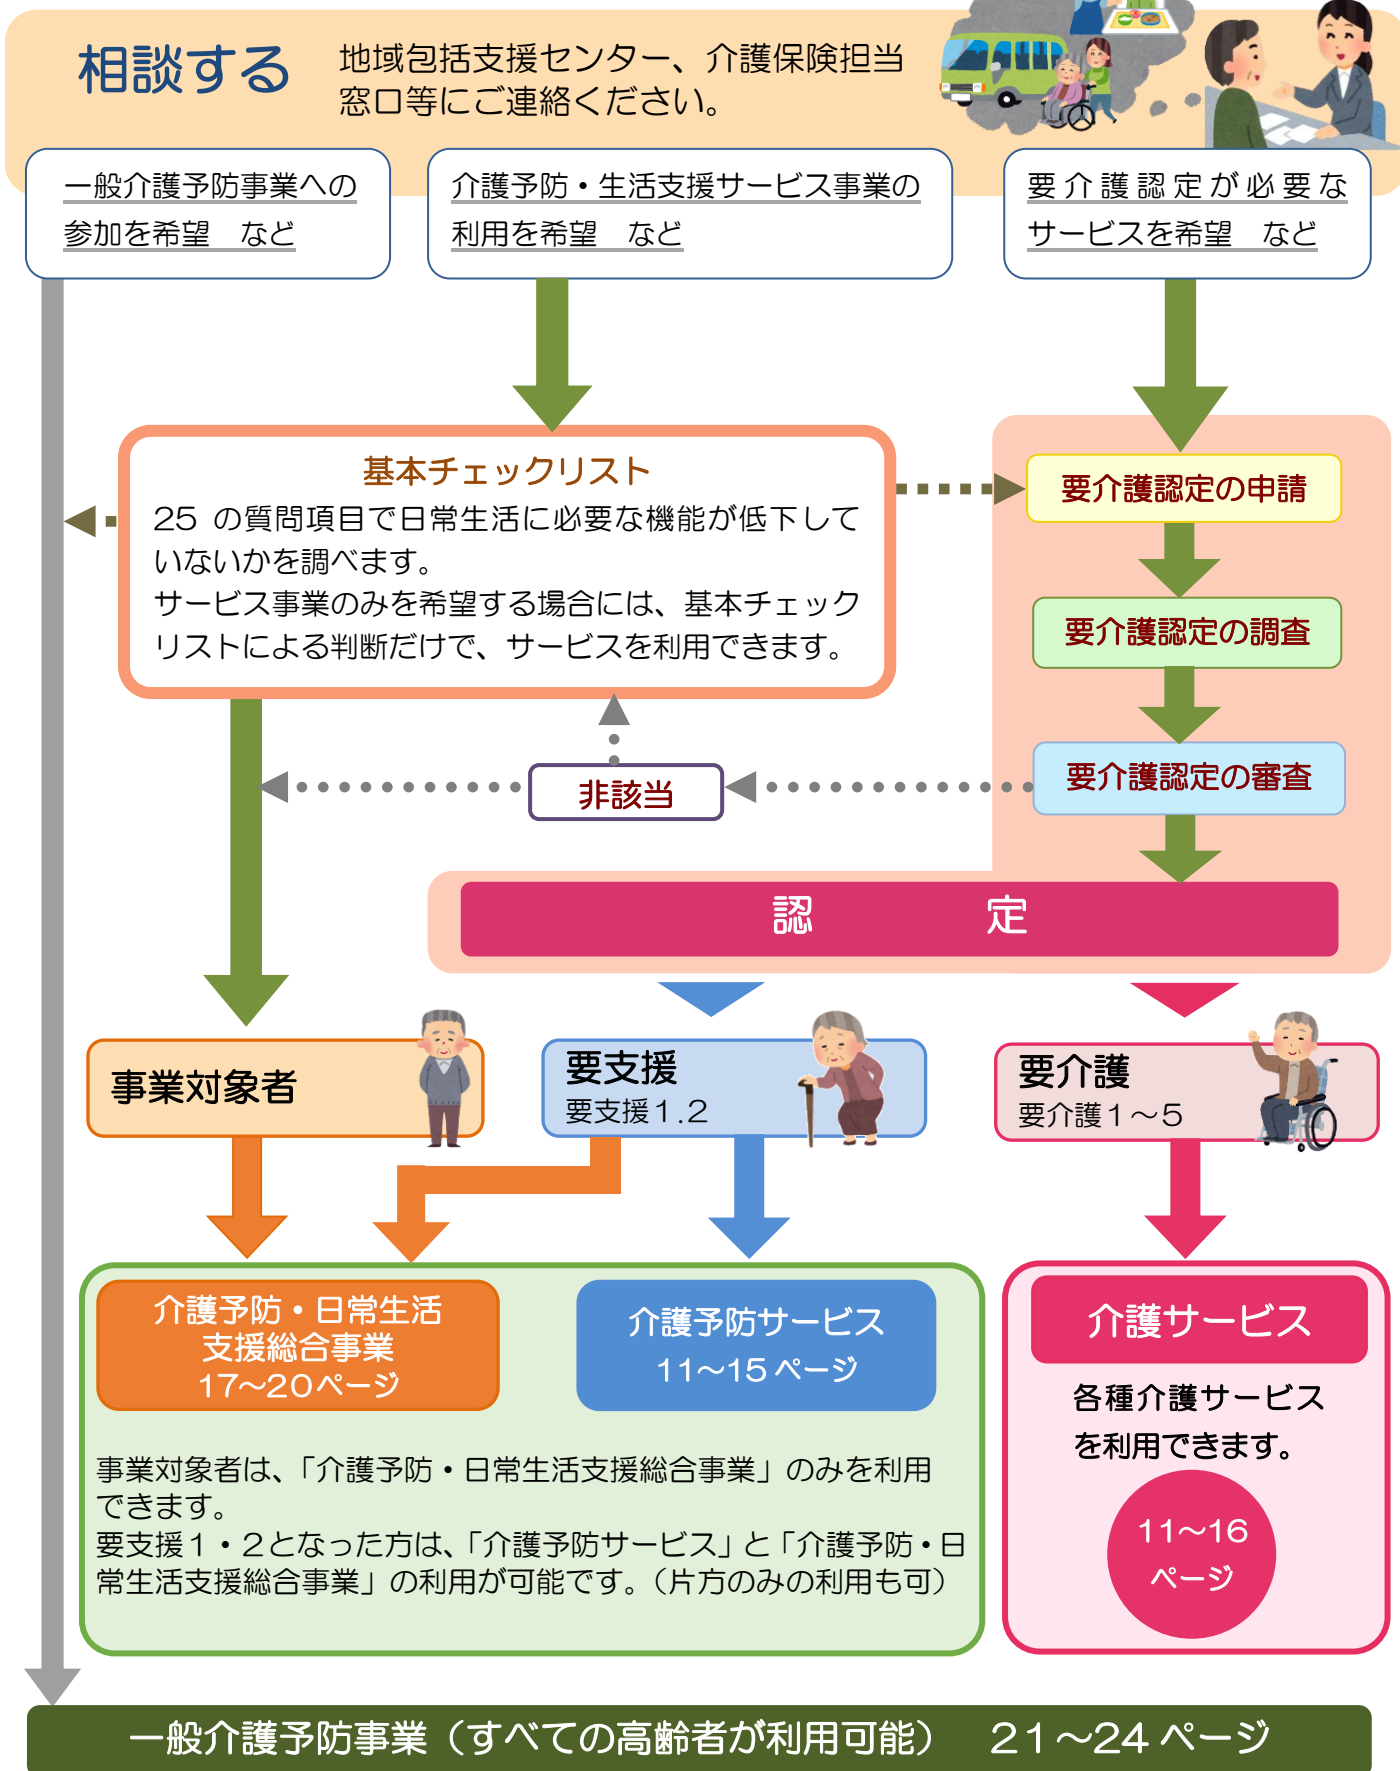 相談する
地域包括支援センター、介護保険担当
窓口等にご連絡ください。
一般介護予防事業への
参加を希望　など
介護予防・生活支援サービス事業の
利用を希望　など
要介護認定が必要な
サービスを希望　など
基本チェックリスト
25 の質問項目で日常生活に必要な機能が低下して
いないかを調べます。
サービス事業のみを希望する場合には、基本チェック
リストによる判断だけで、サービスを利用できます。
要介護認定の申請
要介護認定の調査
要介護認定の審査
非該当
認　定
事業対象者
要支援
要支援１.２
要介護
要介護１～５
介護予防・日常生活
支援総合事業
17～20ページ
介護予防サービス
11～15 ページ
介護サービス
各種介護サービス
を利用できます。
11～16
ページ
事業対象者は、「介護予防・日常生活支援総合事業」のみを利用
できます。
要支援１・２となった方は、「介護予防サービス」と「介護予防・日
常生活支援総合事業」の利用が可能です。（片方のみの利用も可）
一般介護予防事業（すべての高齢者が利用可能）　21～24 ページ